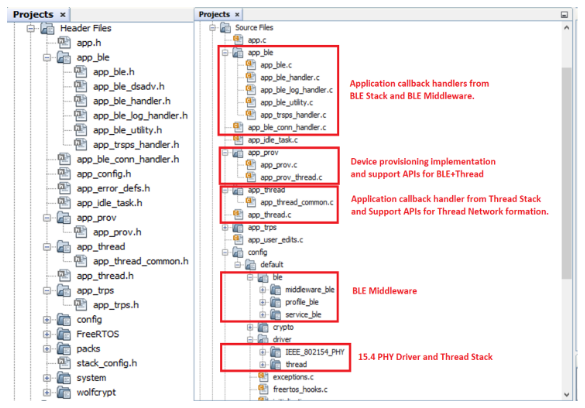 Projects ×
Header Files
app.h
app_ble
app_ble.h
app_ble_dsadv.h
app_ble_handler.h
app_ble_log_handler.h
app_ble_utility.h
app_trsps_handler.h
app_ble_conn_handler.h
app_config.h
app_error_defs.h
app_idle_task.h
app_prov
app_prov.h
app_thread
app_thread_common.h
app_thread.h
app_trps
app_trps.h
config
FreeRTOS
packs
stack_config.h
system
wolfcrypt
Projects ×
Source Files
app.c
app_ble
app_ble.c
app_ble_handler.c
app_ble_log_handler.c
app_ble_utility.c
app_trsps_handler.c
app_ble_conn_handler.c
app_idle_task.c
app_prov
app_prov.c
app_prov_thread.c
app_thread
app_thread_common.c
app_thread.c
app_trps
app_user_edits.c
config
default
ble
middleware_ble
profile_ble
service_ble
crypto
driver
IEEE_802154_PHY
thread
exceptions.c
freertos_hooks.c
Application callback handlers from
BLE Stack and BLE Middleware.
Device provisioning implementation
and support APIs for BLE+Thread
Application callback handler from Thread Stack
and Support APIs for Thread Network formation.
BLE Middleware
15.4 PHY Driver and Thread Stack